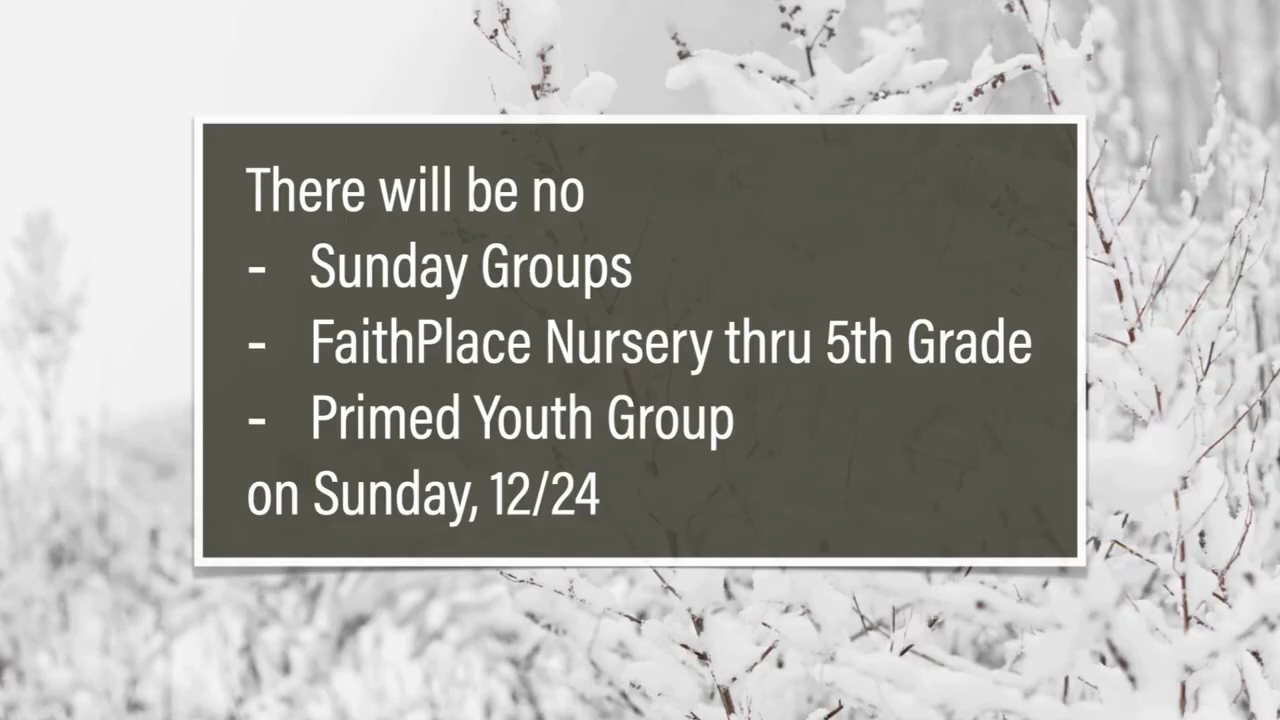 There will be no
- Sunday Groups
- FaithPlace Nursery thru 5th Grade
- Primed Youth Group
on Sunday, 12/24